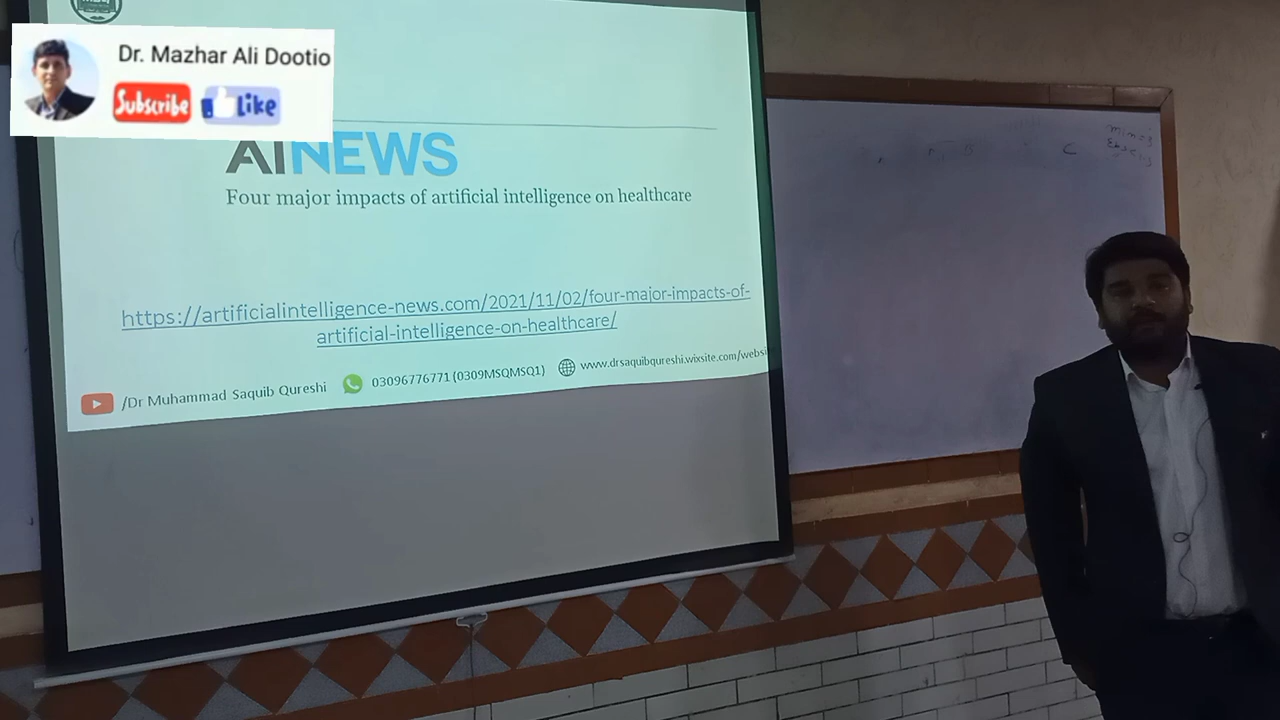 Dr. Mazhar Ali Dootio
Subscribe
Like
AINEWS
Four major impacts of artificial intelligence on healthcare
https://artificialintelligence-news.com/2021/11/02/four-major-impacts-of-
artificial-intelligence-on-healthcare/
/Dr Muhammad Saquib Qureshi 03096776771 (0309MSQMSQ1) www.drsaquibqureshi.wixsite.com/websi
C